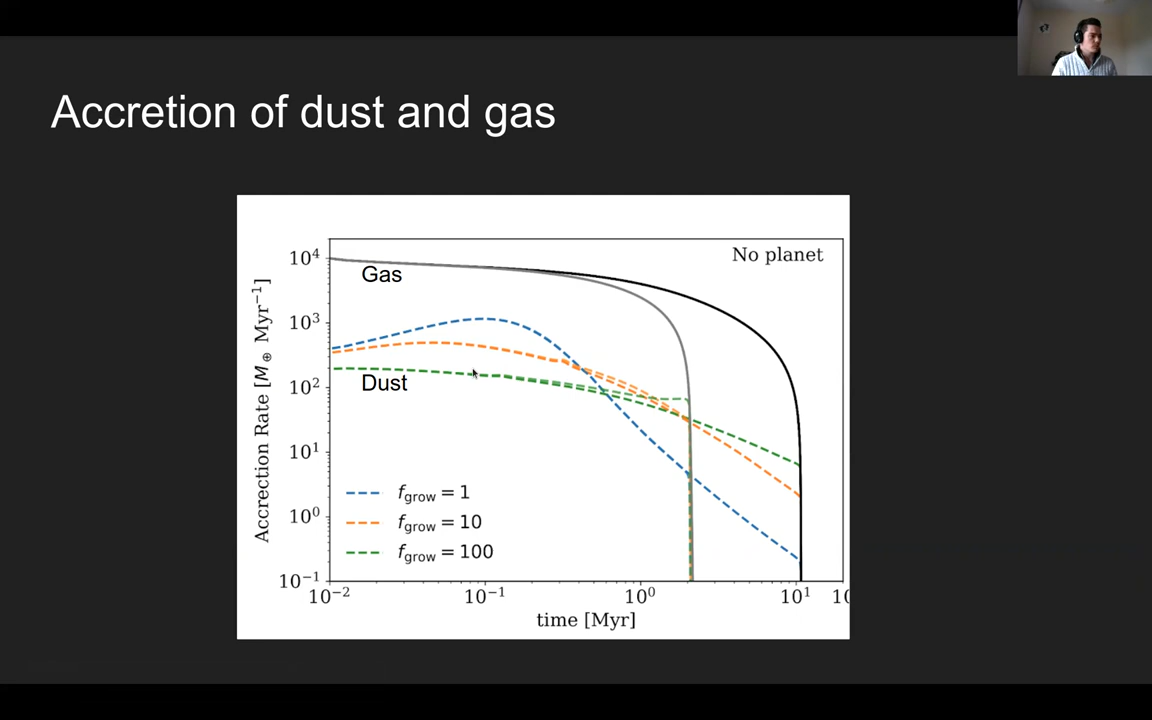 Accretion of dust and gas
No planet
Gas
Dust
Accretion Rate [M⊕ Myr⁻¹]
10⁴
10³
10²
10¹
10⁰
10⁻¹
f_grow = 1
f_grow = 10
f_grow = 100
10⁻² 10⁻¹ 10⁰ 10¹ 10
time [Myr]